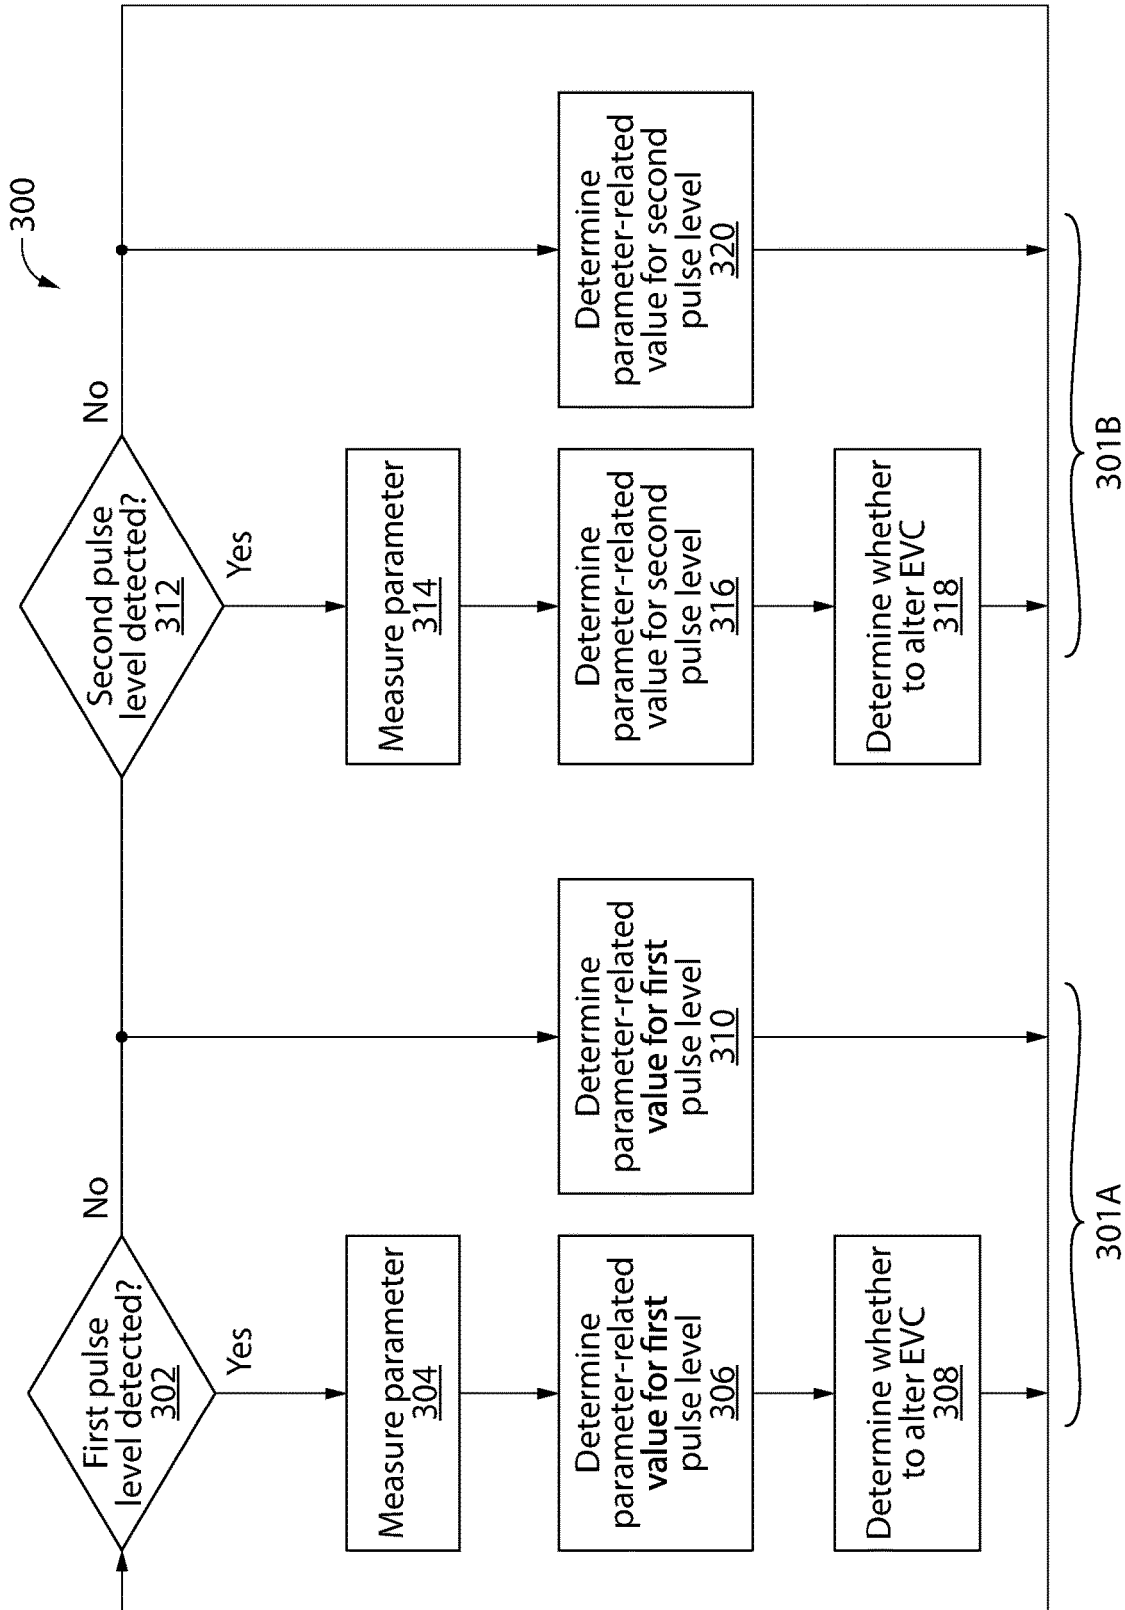 300
First pulse
level detected?
302
No
Yes
Measure parameter
304
Determine
parameter-related
value for first
pulse level
306
Determine whether
to alter EVC
308
Determine
parameter-related
value for first
pulse level
310
301A
Second pulse
level detected?
312
No
Yes
Measure parameter
314
Determine
parameter-related
value for second
pulse level
316
Determine whether
to alter EVC
318
Determine
parameter-related
value for second
pulse level
320
301B